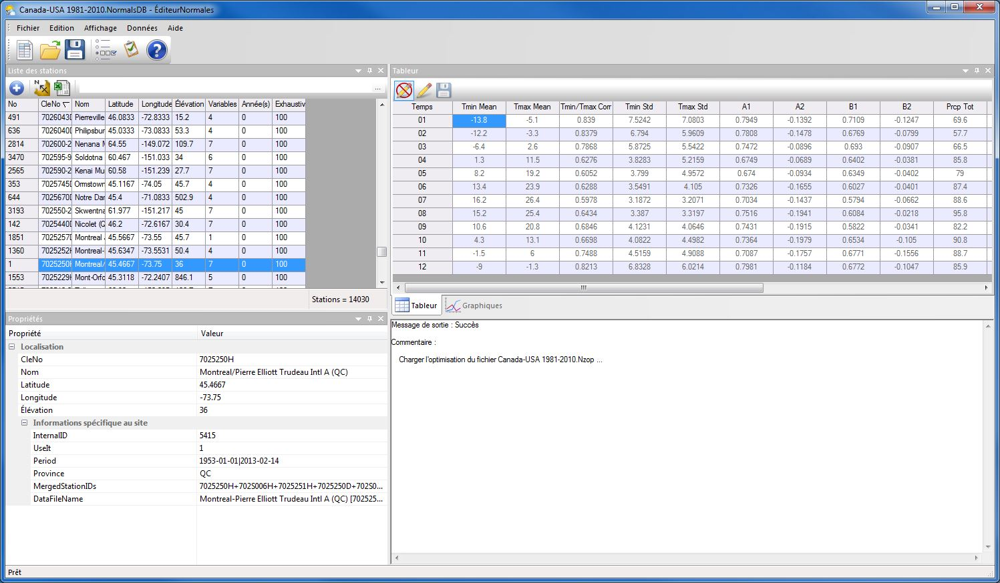 Canada-USA 1981-2010.NormalsDB - ÉditeurNormales
Fichier Edition Affichage Données Aide
Liste des stations
N
...
No CleNo Nom Latitude Longitude Élévation Variables Année(s) Exhaustiv
491 7026043D Pierreville 46.0833 -72.8333 15.2 4 0 100
636 7026040D Philipsbur 45.0333 -73.0833 53.3 4 0 100
2814 702600-2 Nenana M 64.55 -149.072 109.7 7 0 100
3470 702595-9 Soldotna 60.467 -151.033 34 6 0 100
2565 702590-2 Kenai Mu 60.58 -151.239 27.7 7 0 100
353 7025745D Ormstown 45.1167 -74.05 45.7 4 0 100
644 7025670D Notre Dar 45.4 -71.0833 502.9 4 0 100
3193 702550-2 Skwentna 61.977 -151.217 45 7 0 100
142 7025440D Nicolet (Q 46.2 -72.6167 30.4 7 0 100
1851 7025257D Montreal 45.5667 -73.55 45.7 1 0 100
1360 7025252H Montreal- 45.6347 -73.5531 50.4 4 0 100
1 7025250H Montreal/ 45.4667 -73.75 36 7 0 100
1553 7025229H Mont-Orfo 45.3118 -72.2407 846.1 5 0 100
Stations = 14030
Propriétés
Propriété Valeur
Localisation
CleNo 7025250H
Nom Montreal/Pierre Elliott Trudeau Intl A (QC)
Latitude 45.4667
Longitude -73.75
Élévation 36
Informations spécifique au site
InternalID 5415
UseIt 1
Period 1953-01-01|2013-02-14
Province QC
MergedStationIDs 7025250H+702S006H+7025251H+7025250D+702S0...
DataFileName Montreal-Pierre Elliott Trudeau Intl A (QC) [702525...
Tableur
Temps Tmin Mean Tmax Mean Tmin/Tmax Corr Tmin Std Tmax Std A1 A2 B1 B2 Prcp Tot
01 -13.8 -5.1 0.839 7.5242 7.0803 0.7949 -0.1392 0.7109 -0.1247 69.6
02 -12.2 -3.3 0.8379 6.794 5.9609 0.7808 -0.1478 0.6769 -0.0799 57.7
03 -6.4 2.6 0.7868 5.8725 5.5422 0.7472 -0.0896 0.693 -0.0907 66.5
04 1.3 11.5 0.6276 3.8283 5.2159 0.6749 -0.0689 0.6402 -0.0381 85.8
05 8.2 19.2 0.6052 3.799 4.9572 0.674 -0.0934 0.6349 -0.0402 79
06 13.4 23.9 0.6288 3.5491 4.105 0.7326 -0.1655 0.6027 -0.0401 87.4
07 16.2 26.4 0.5978 3.1872 3.2071 0.7034 -0.1437 0.5794 -0.0662 88.6
08 15.2 25.4 0.6434 3.387 3.3197 0.7516 -0.1941 0.6084 -0.0218 95.8
09 10.6 20.8 0.6846 4.1231 4.0646 0.7431 -0.1915 0.5822 -0.0341 82.2
10 4.3 13.1 0.6698 4.0822 4.4982 0.7364 -0.1979 0.6534 -0.105 90.8
11 -1.5 6 0.7488 4.5159 4.9088 0.7087 -0.1757 0.6771 -0.1556 88.7
12 -9 -1.3 0.8213 6.8328 6.0214 0.7981 -0.1184 0.6772 -0.1047 85.9
Tableur Graphiques
Message de sortie : Succès
Commentaire :
Charger l'optimisation du fichier Canada-USA 1981-2010.Nzop ...
Prêt